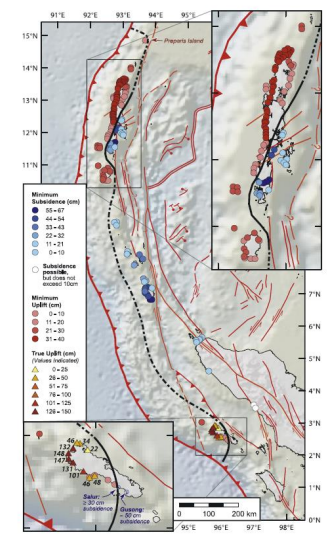 91°E 92°E 93°E 94°E 95°E
15°N
14°N
13°N
12°N
11°N
Preparis Island
Minimum
Subsidence (cm)
55 – 67
44 – 54
33 – 43
22 – 32
11 – 21
0 – 10
Subsidence
possible,
but does not
exceed 10cm
Minimum
Uplift (cm)
0 – 10
11 – 20
21 – 30
31 – 40
True Uplift (cm)
(Values Indicated)
0 – 25
26 – 50
51 – 75
76 – 100
101 – 125
126 – 150
7°N
6°N
5°N
4°N
3°N
2°N
1°N
0°N
46
34
132
22
148
147
131
101
46
48
Salur:
≥ 30 cm
subsidence
Gusong:
~ 50 cm
subsidence
0 100 200
km
95°E 96°E 97°E 98°E